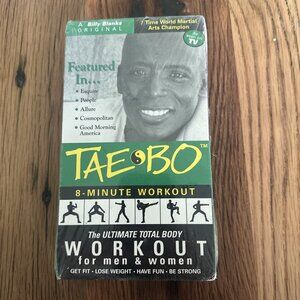 A Billy Blanks ORIGINAL
7 Time World Martial Arts Champion
TV
Featured
In...
• Esquire
• People
• Allure
• Cosmopolitan
• Good Morning
America
TAE BO™
8-MINUTE WORKOUT
The ULTIMATE TOTAL BODY
WORKOUT
for men & women
GET FIT • LOSE WEIGHT • HAVE FUN • BE STRONG